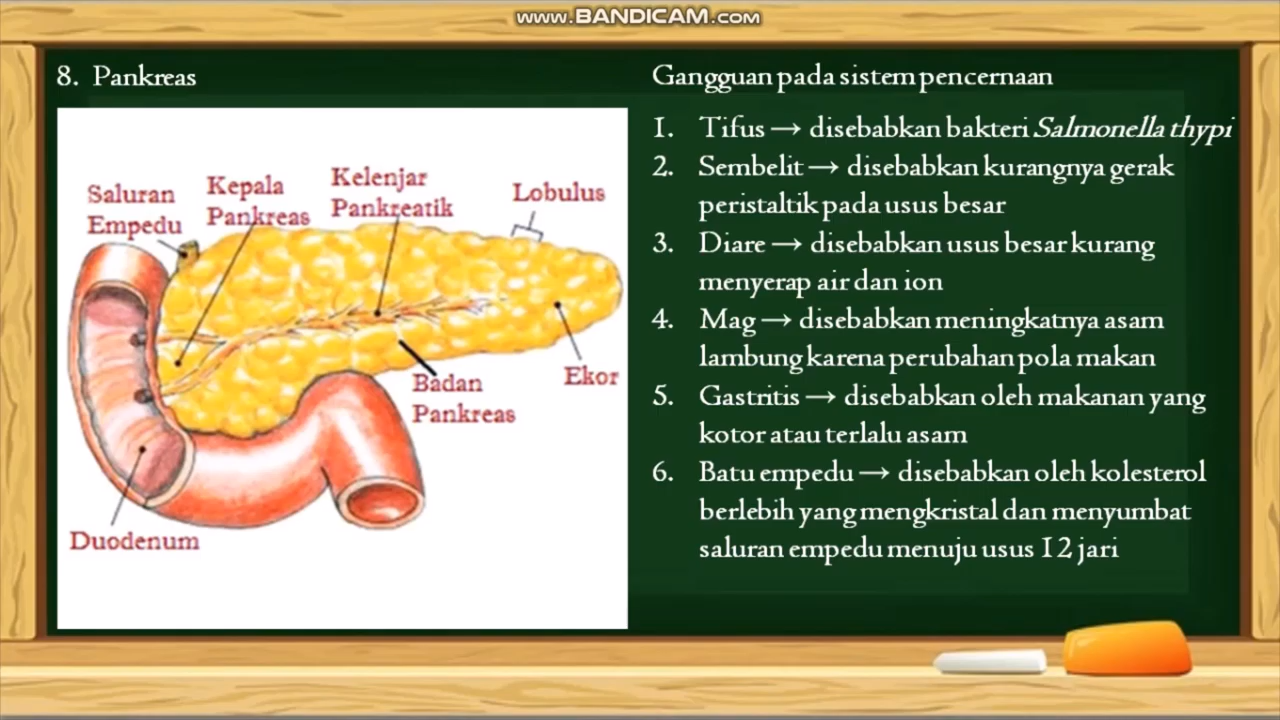 www.BANDICAM.com
8. Pankreas
Saluran
Empedu
Kepala
Pankreas
Kelenjar
Pankreatik
Lobulus
Badan
Pankreas
Ekor
Duodenum
Gangguan pada sistem pencernaan
1. Tifus → disebabkan bakteri Salmonella thypi
2. Sembelit → disebabkan kurangnya gerak
peristaltik pada usus besar
3. Diare → disebabkan usus besar kurang
menyerap air dan ion
4. Mag → disebabkan meningkatnya asam
lambung karena perubahan pola makan
5. Gastritis → disebabkan oleh makanan yang
kotor atau terlalu asam
6. Batu empedu → disebabkan oleh kolesterol
berlebih yang mengkristal dan menyumbat
saluran empedu menuju usus 12 jari